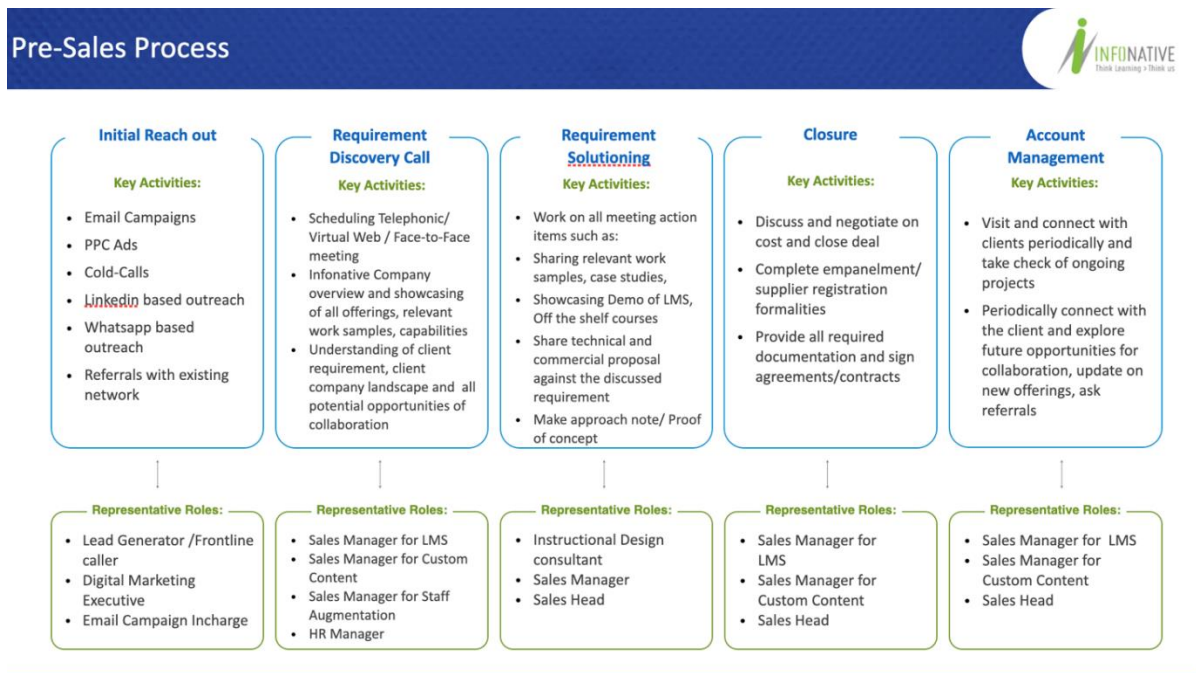 Pre-Sales Process
INFONATIVE
Think Learning > Think us
Initial Reach out
Key Activities:
• Email Campaigns
• PPC Ads
• Cold-Calls
• Linkedin based outreach
• Whatsapp based
outreach
• Referrals with existing
network
Requirement
Discovery Call
Key Activities:
• Scheduling Telephonic/
Virtual Web / Face-to-Face
meeting
• Infonative Company
overview and showcasing
of all offerings, relevant
work samples, capabilities
• Understanding of client
requirement, client
company landscape and all
potential opportunities of
collaboration
Requirement
Solutioning
Key Activities:
• Work on all meeting action
items such as:
• Sharing relevant work
samples, case studies,
• Showcasing Demo of LMS,
Off the shelf courses
• Share technical and
commercial proposal
against the discussed
requirement
• Make approach note/ Proof
of concept
Closure
Key Activities:
• Discuss and negotiate on
cost and close deal
• Complete empanelment/
supplier registration
formalities
• Provide all required
documentation and sign
agreements/contracts
Account
Management
Key Activities:
• Visit and connect with
clients periodically and
take check of ongoing
projects
• Periodically connect with
the client and explore
future opportunities for
collaboration, update on
new offerings, ask
referrals
Representative Roles:
• Lead Generator /Frontline
caller
• Digital Marketing
Executive
• Email Campaign Incharge
Representative Roles:
• Sales Manager for LMS
• Sales Manager for Custom
Content
• Sales Manager for Staff
Augmentation
• HR Manager
Representative Roles:
• Instructional Design
consultant
• Sales Manager
• Sales Head
Representative Roles:
• Sales Manager for
LMS
• Sales Manager for
Custom Content
• Sales Head
Representative Roles:
• Sales Manager for LMS
• Sales Manager for
Custom Content
• Sales Head